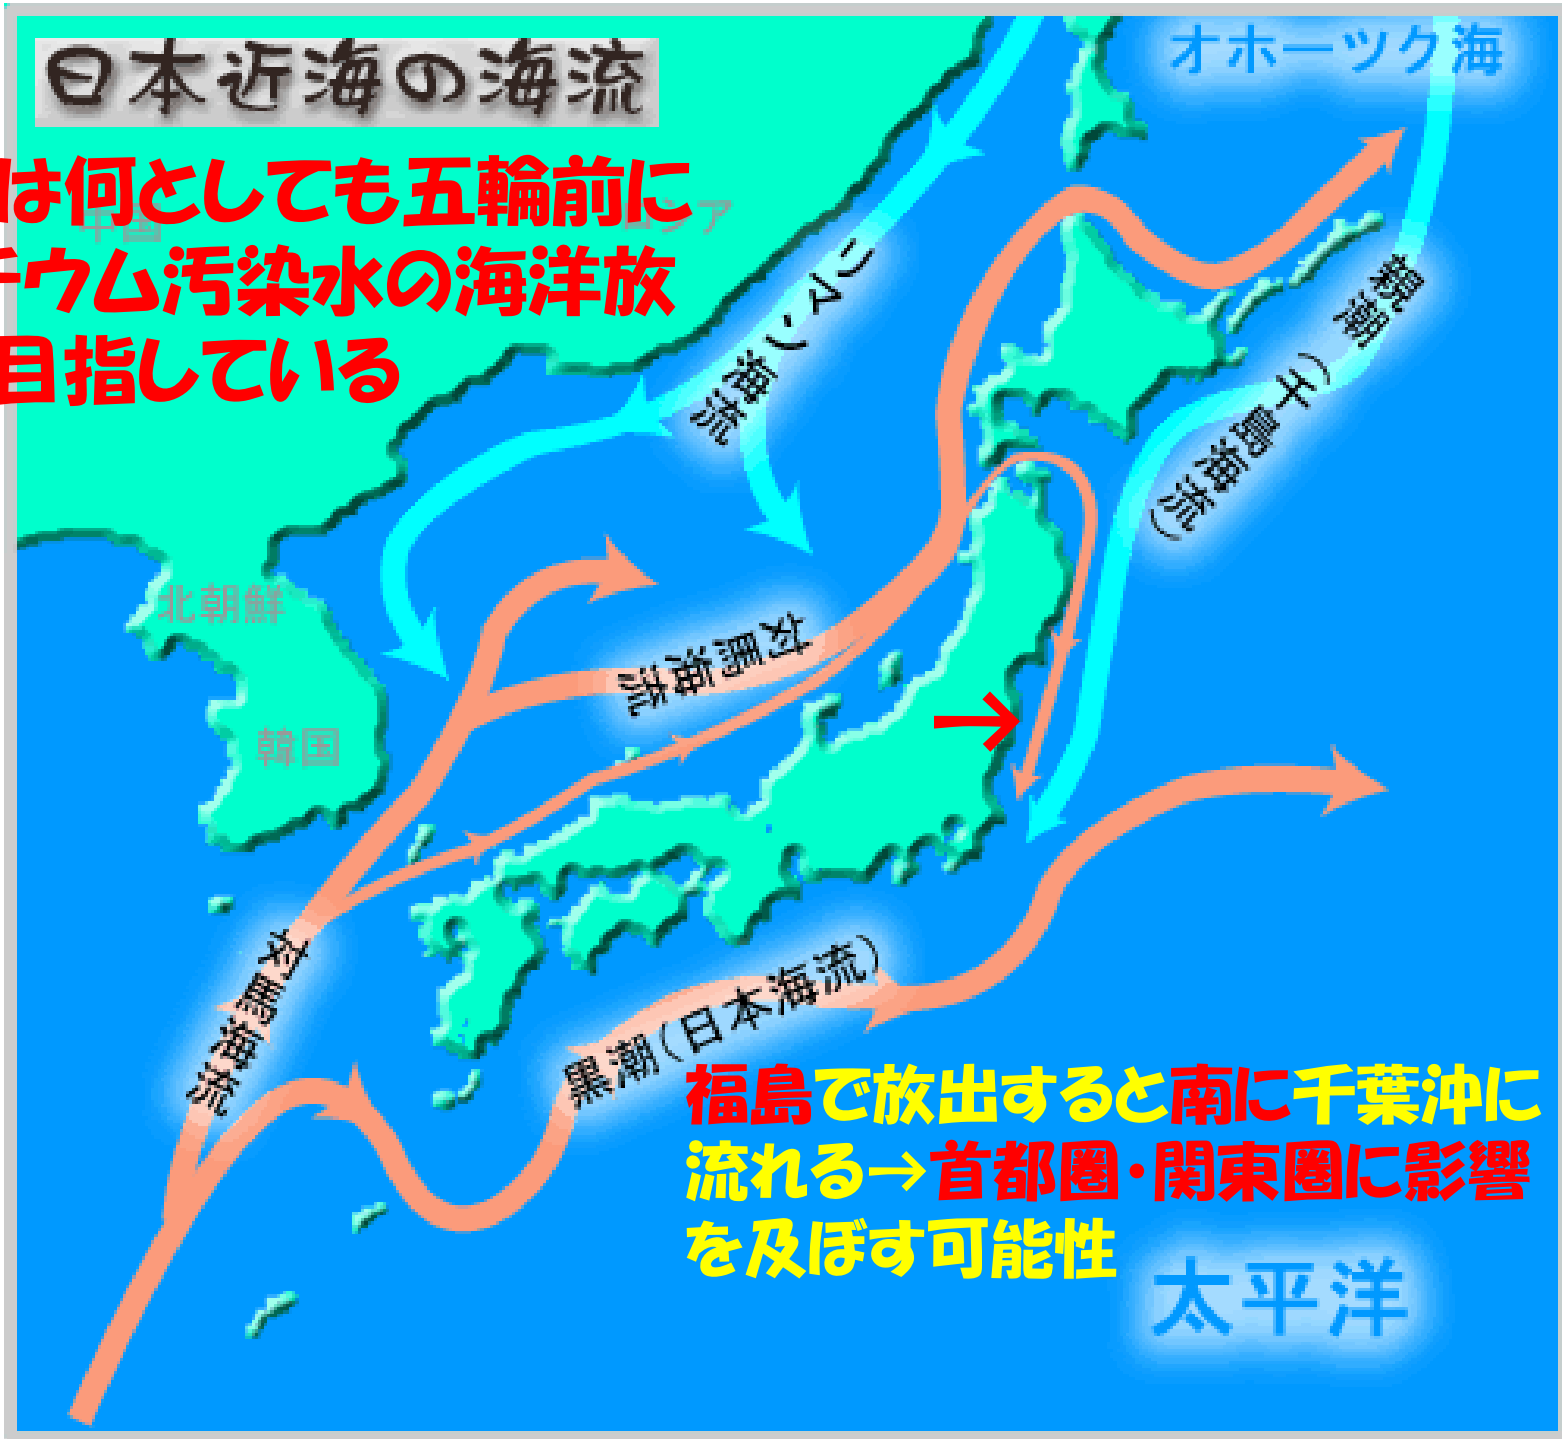 日本近海の海流
オホーツク海
は何としても五輪前に
チウム汚染水の海洋放
目指している
中国
ロシア
リマン海流
親潮（千島海流）
北朝鮮
韓国
対馬海流
対馬海流
黒潮（日本海流）
福島で放出すると南に千葉沖に
流れる→首都圏・関東圏に影響
を及ぼす可能性
太平洋